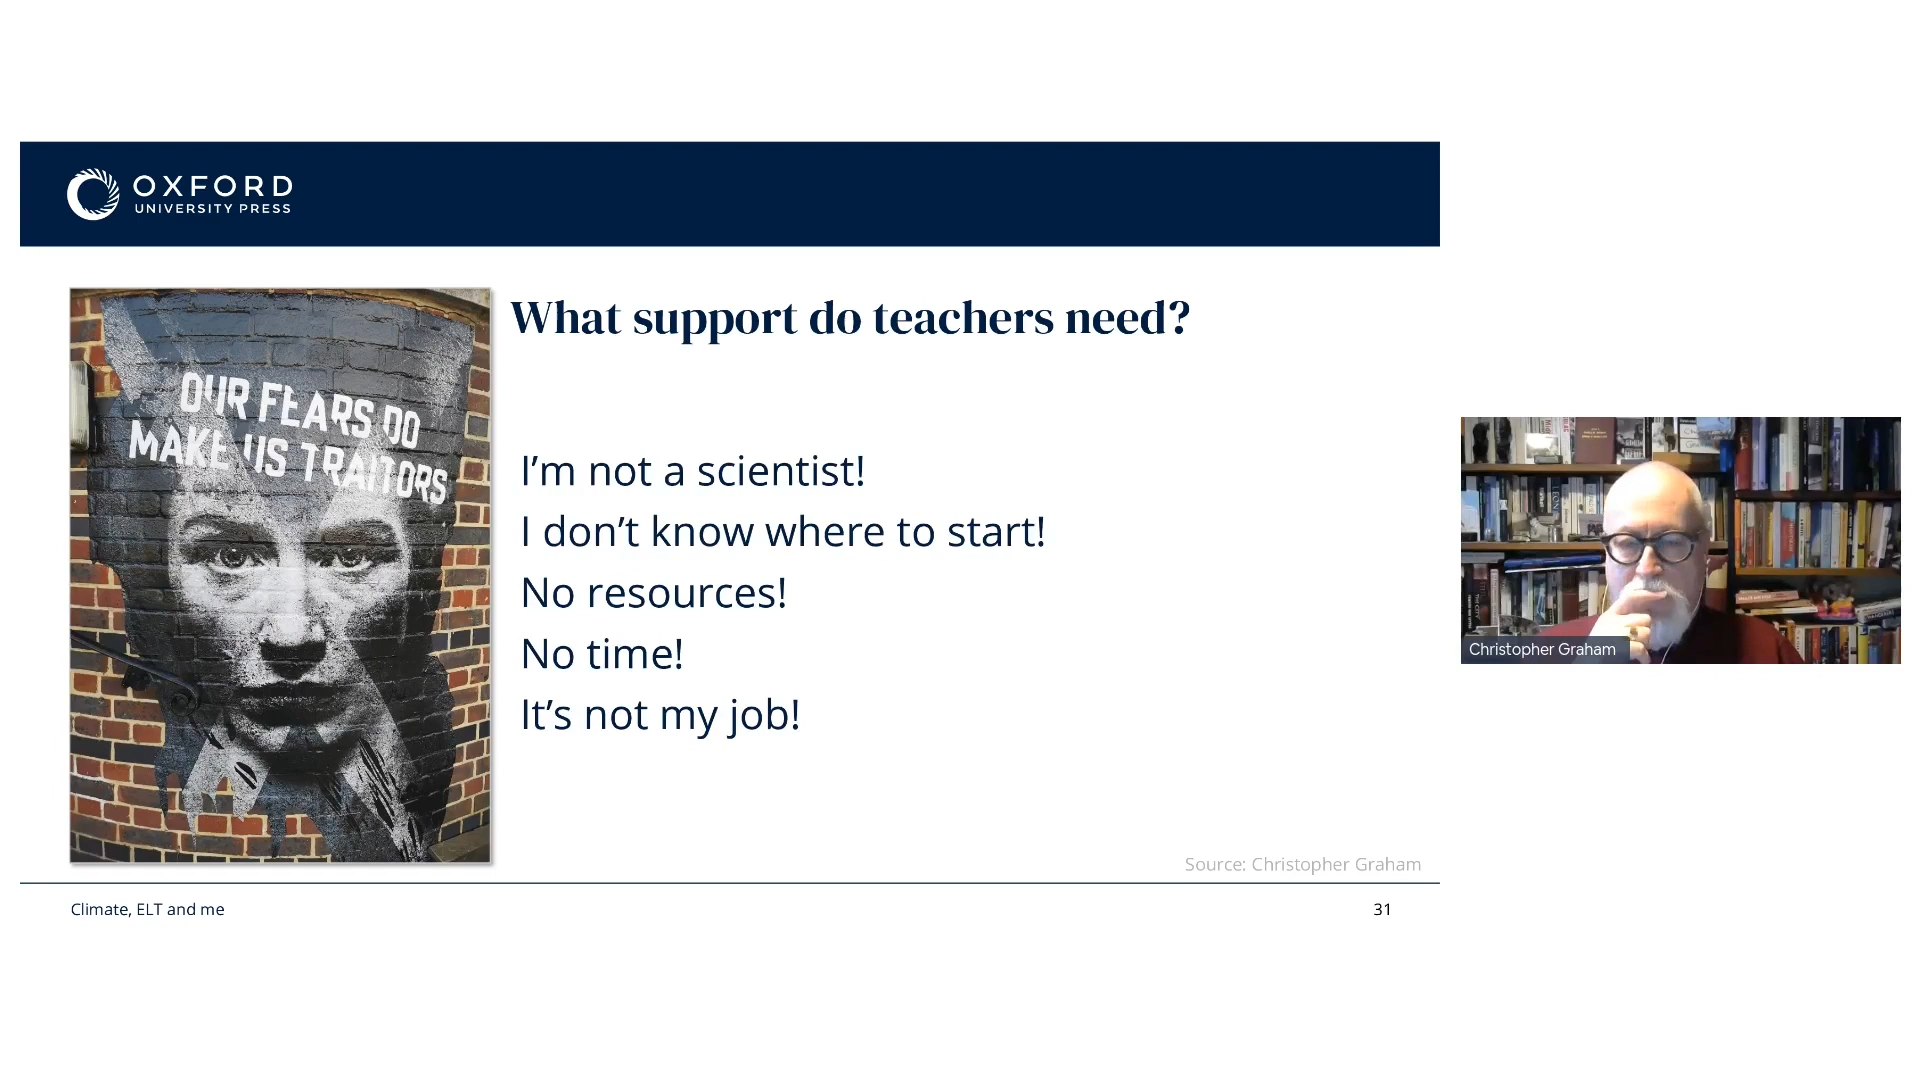 OXFORD
UNIVERSITY PRESS
What support do teachers need?
OUR FEARS DO
MAKE US TRAITORS
I’m not a scientist!
I don’t know where to start!
No resources!
No time!
It’s not my job!
Source: Christopher Graham
Climate, ELT and me
31
Christopher Graham